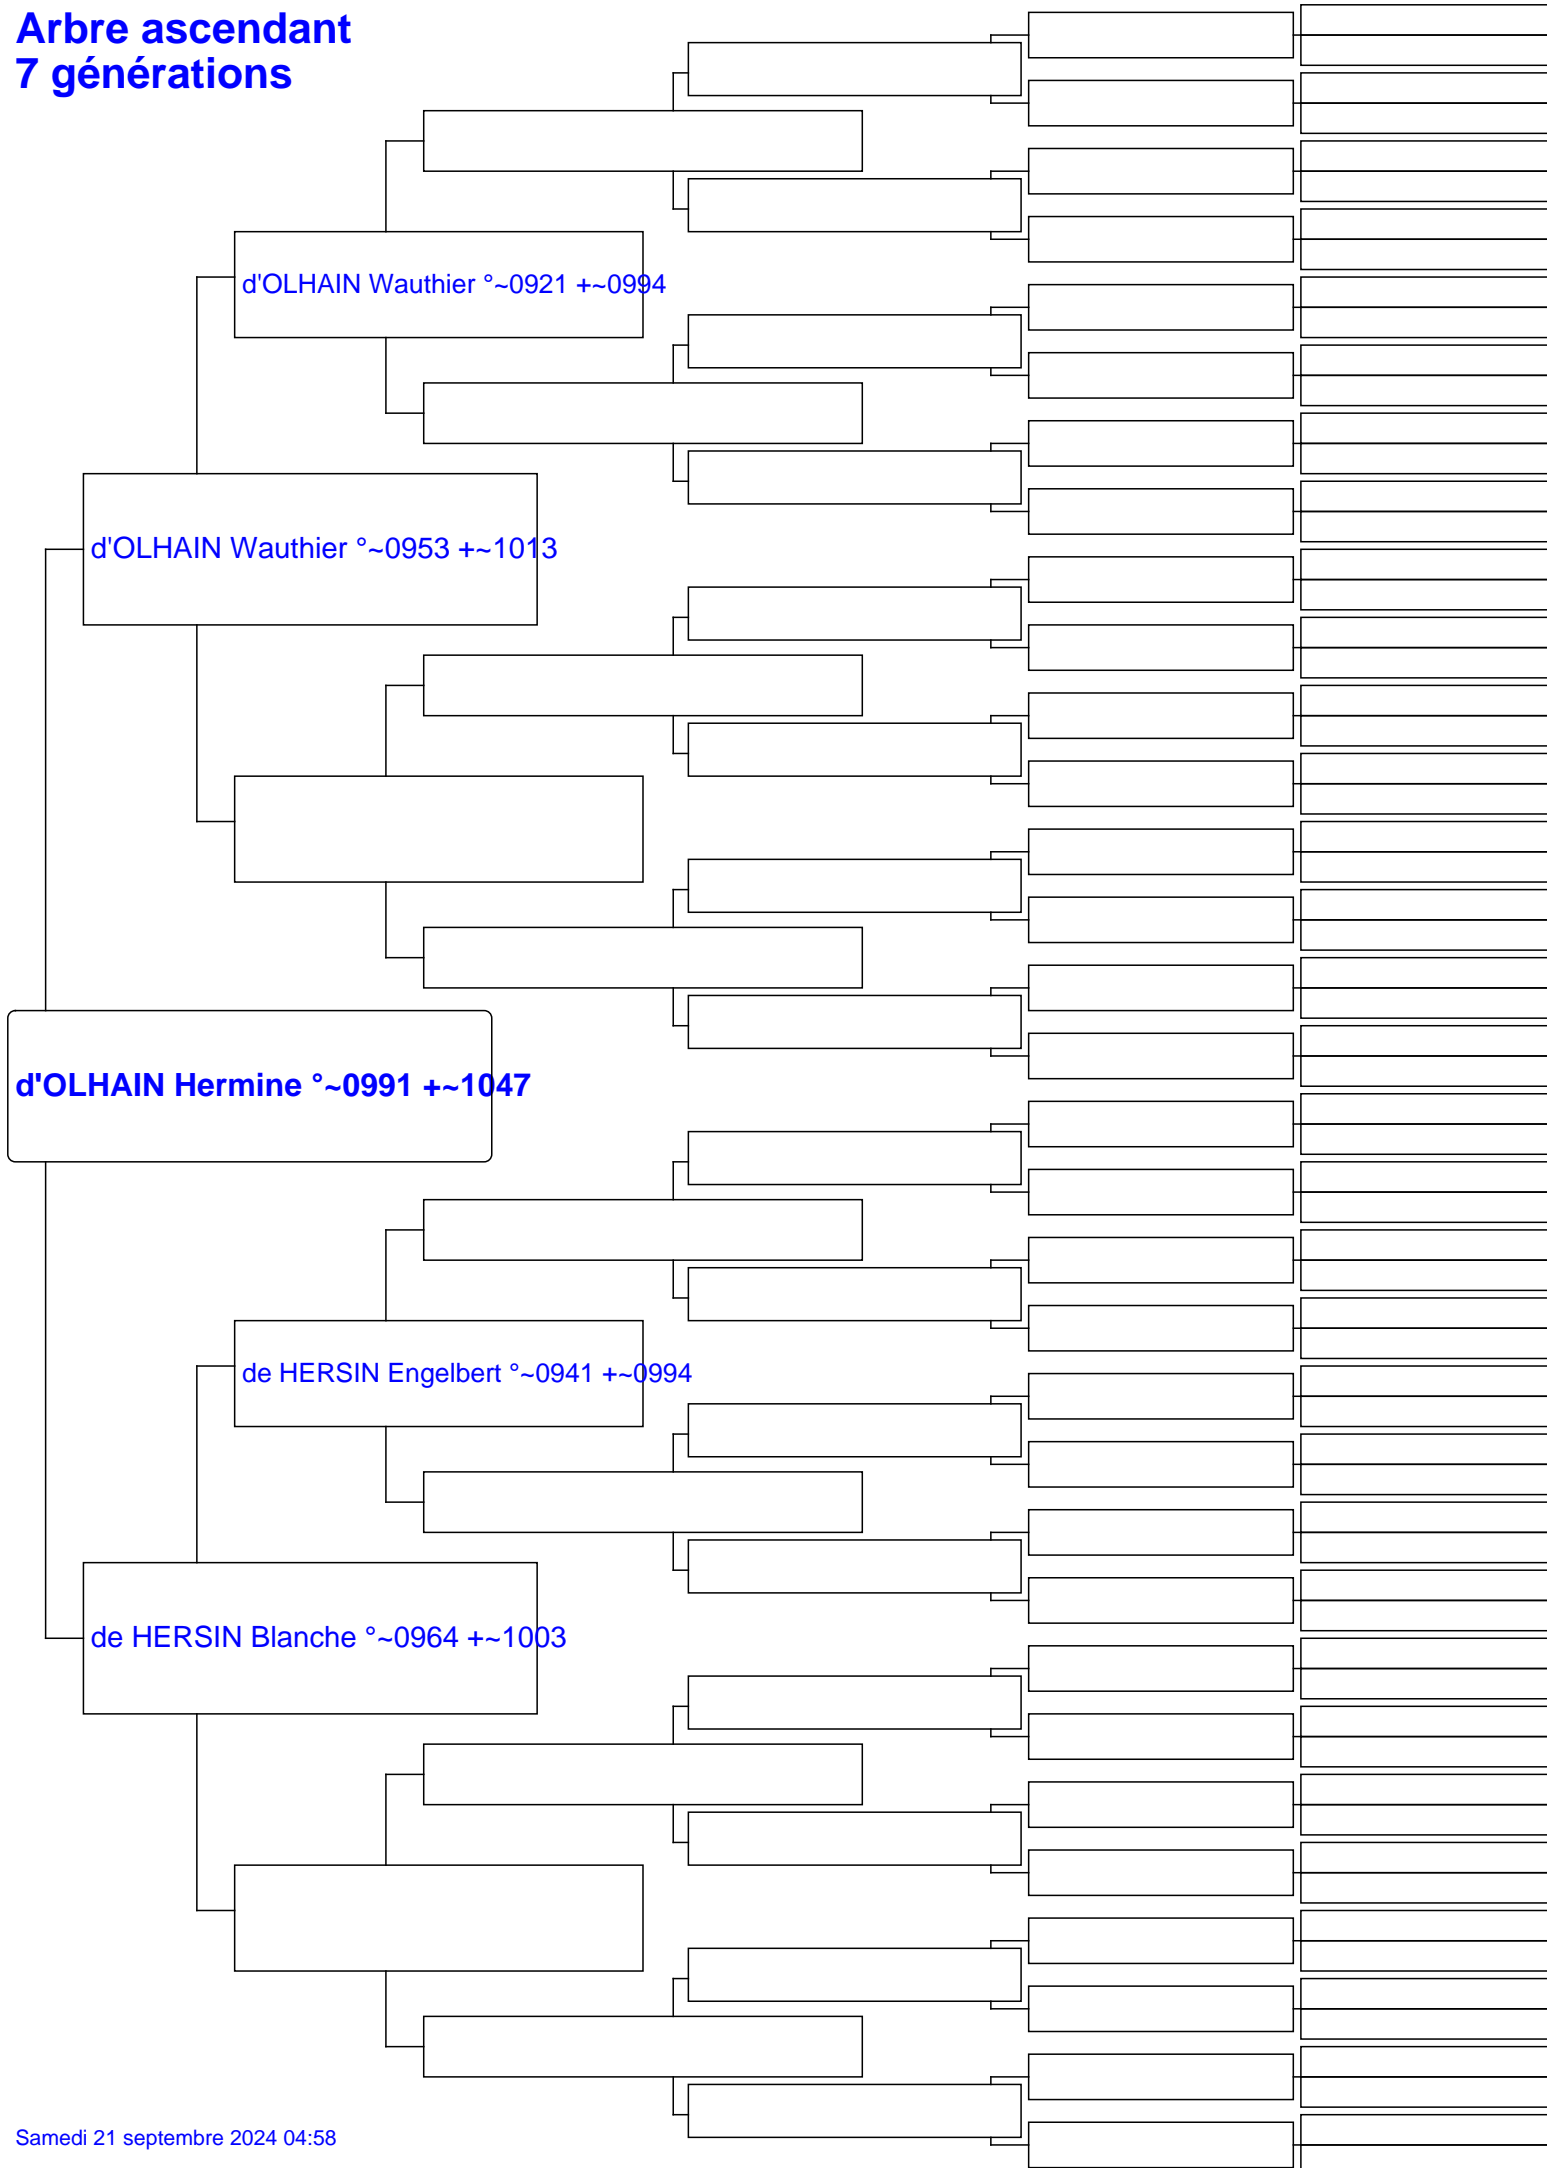 Arbre ascendant
7 générations
d'OLHAIN Wauthier °~0921 +~0994
d'OLHAIN Wauthier °~0953 +~1013
d'OLHAIN Hermine °~0991 +~1047
de HERSIN Engelbert °~0941 +~0994
de HERSIN Blanche °~0964 +~1003
Samedi 21 septembre 2024 04:58